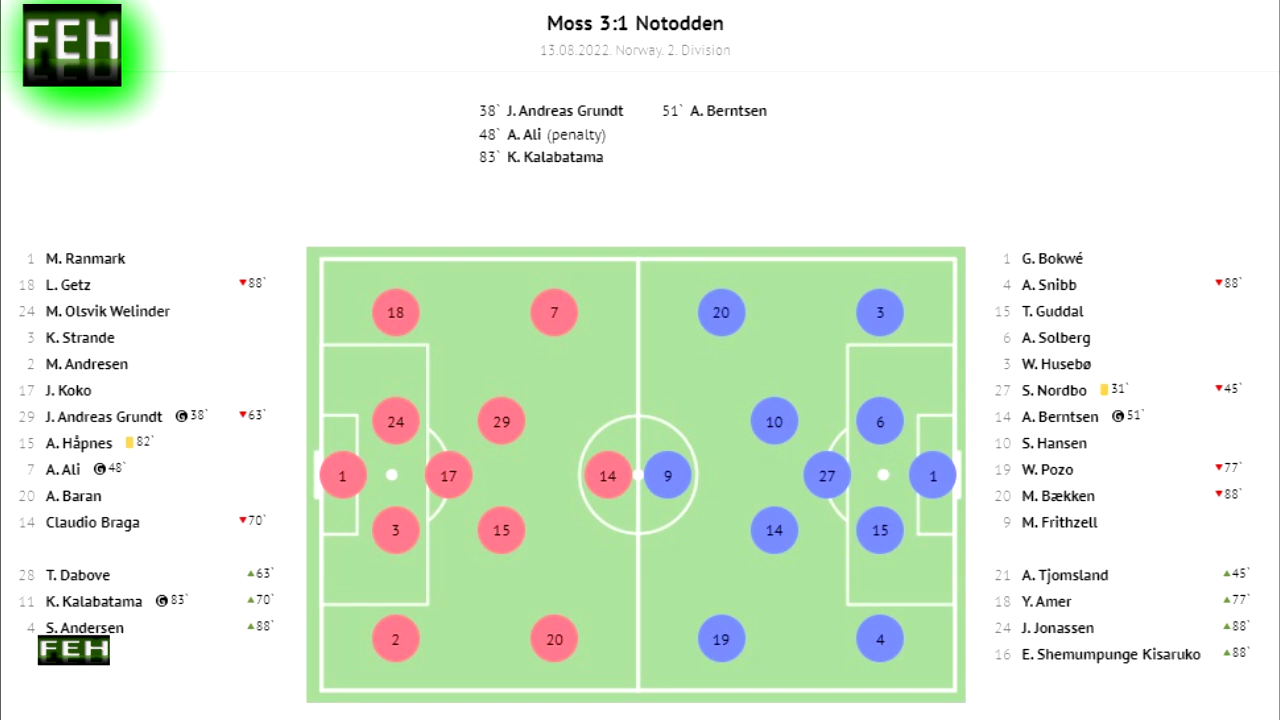 FEH
Moss 3:1 Notodden
13.08.2022. Norway. 2. Division
38` J. Andreas Grundt 51` A. Berntsen
48` A. Ali (penalty)
83` K. Kalabatama
1 M. Ranmark
18 L. Getz 88`
24 M. Olsvik Welinder
3 K. Strande
2 M. Andresen
17 J. Koko
29 J. Andreas Grundt G 38` 63`
15 A. Håpnes 82`
7 A. Ali G 48`
20 A. Baran
14 Claudio Braga 70`
28 T. Dabove 63`
11 K. Kalabatama G 83` 70`
4 S. Andersen 88`
FEH
18 7 20 3
24 29 10 6
1 17 14 9 27 1
3 15 14 15
2 20 19 4
1 G. Bokwé
4 A. Snibb 88`
15 T. Guddal
6 A. Solberg
3 W. Husebø
27 S. Nordbo 31` 45`
14 A. Berntsen G 51`
10 S. Hansen
19 W. Pozo 77`
20 M. Bækken 88`
9 M. Frithzell
21 A. Tjomsland 45`
18 Y. Amer 77`
24 J. Jonassen 88`
16 E. Shemumpunge Kisaruko 88`